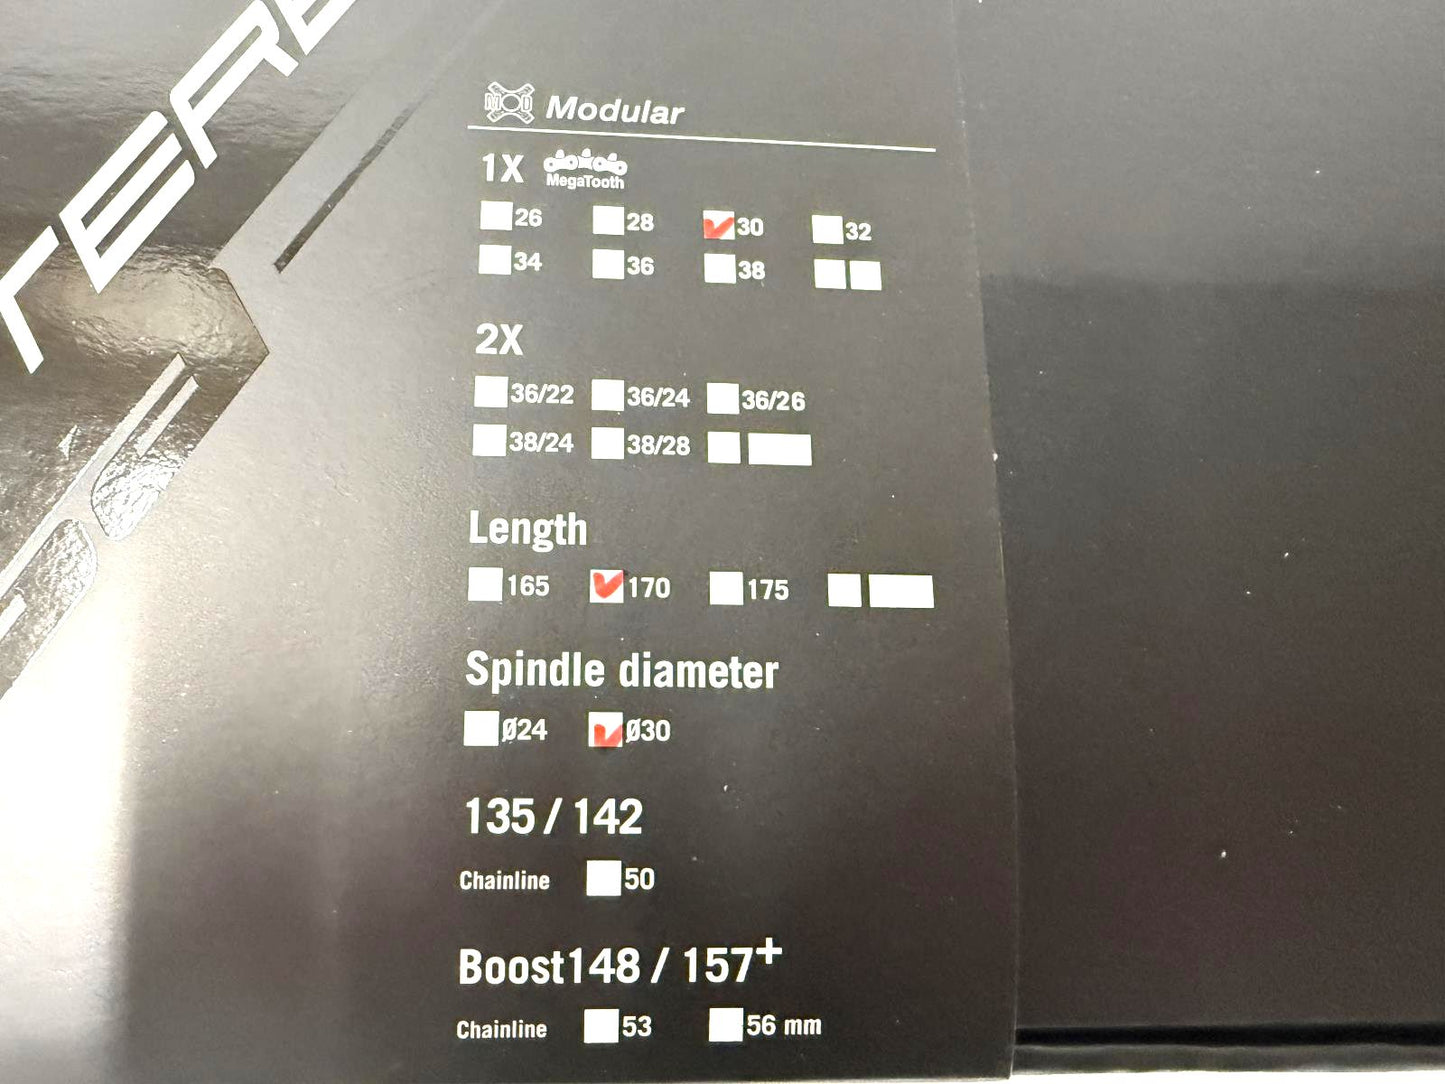 MOD Modular
1X MegaTooth
26 28 30 32
34 36 38
2X
36/22 36/24 36/26
38/24 38/28
Length
165 170 175
Spindle diameter
Ø24 Ø30
135 / 142
Chainline 50
Boost148 / 157+
Chainline 53 56 mm